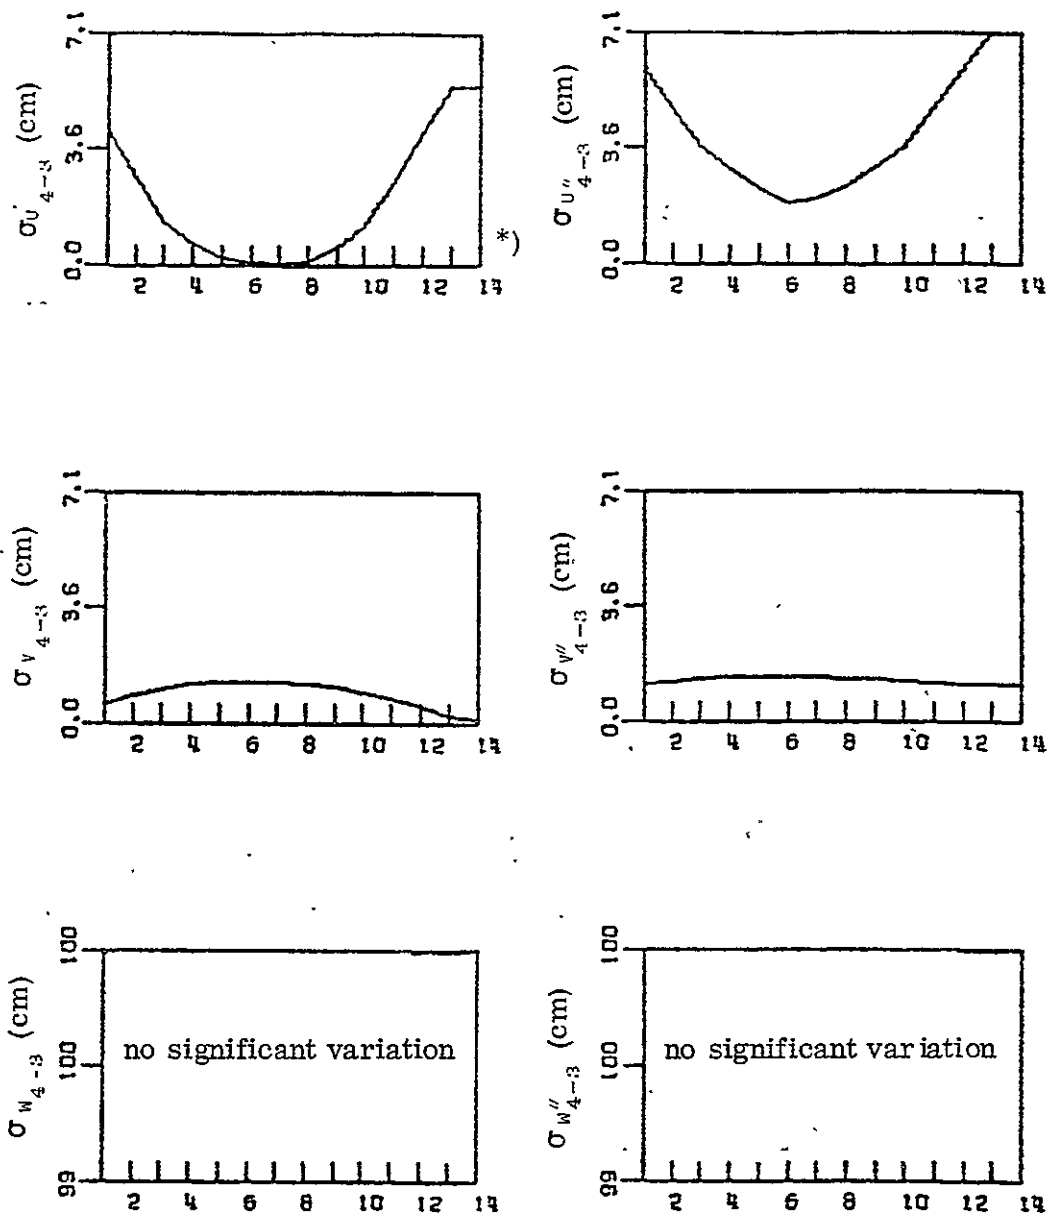 σU′4-3 (cm)
7.1
3.6
0.0
2 4 6 8 10 12 14
*)
σU″4-3 (cm)
7.1
3.6
0.0
2 4 6 8 10 12 14
σV4-3 (cm)
7.1
3.6
0.0
2 4 6 8 10 12 14
σV″4-3 (cm)
7.1
3.6
0.0
2 4 6 8 10 12 14
σW4-3 (cm)
100
100
99
no significant variation
2 4 6 8 10 12 14
σW″4-3 (cm)
100
100
99
no significant variation
2 4 6 8 10 12 14